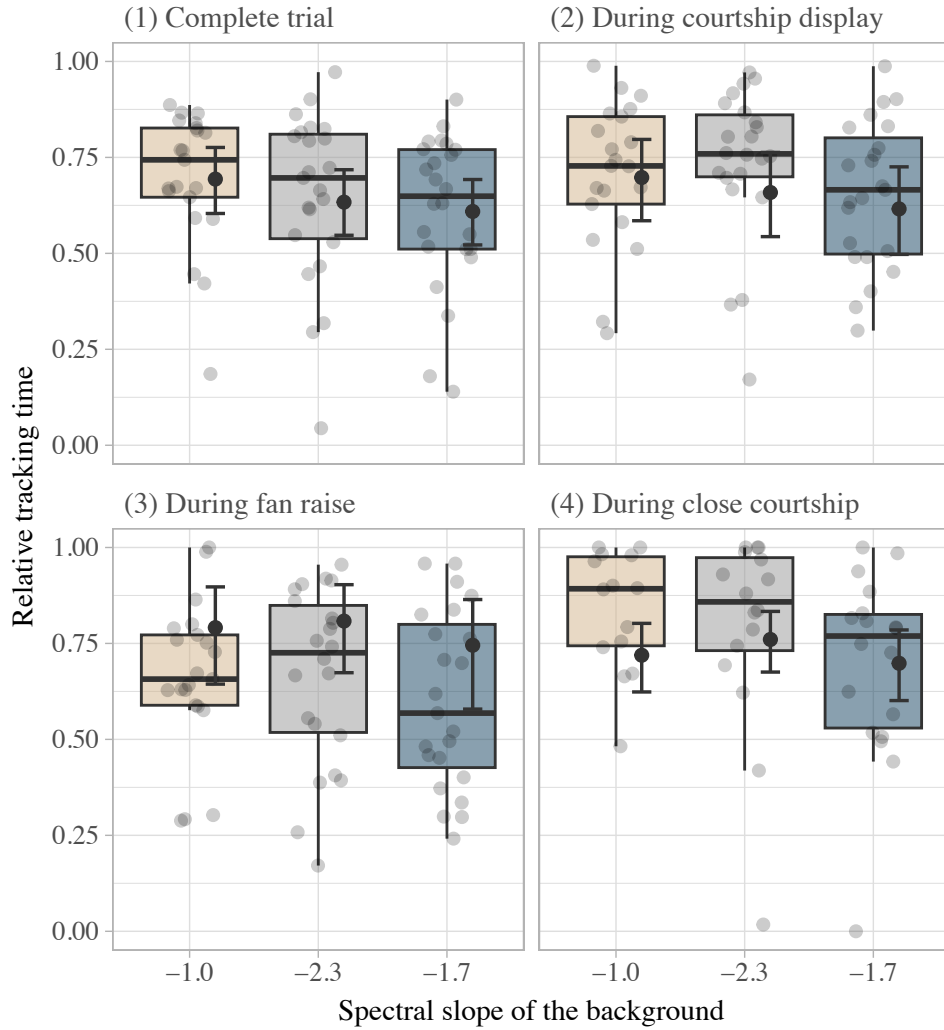 (1) Complete trial
(2) During courtship display
1.00
0.75
0.50
0.25
0.00
Relative tracking time
(3) During fan raise
(4) During close courtship
1.00
0.75
0.50
0.25
0.00
−1.0
−2.3
−1.7
−1.0
−2.3
−1.7
Spectral slope of the background